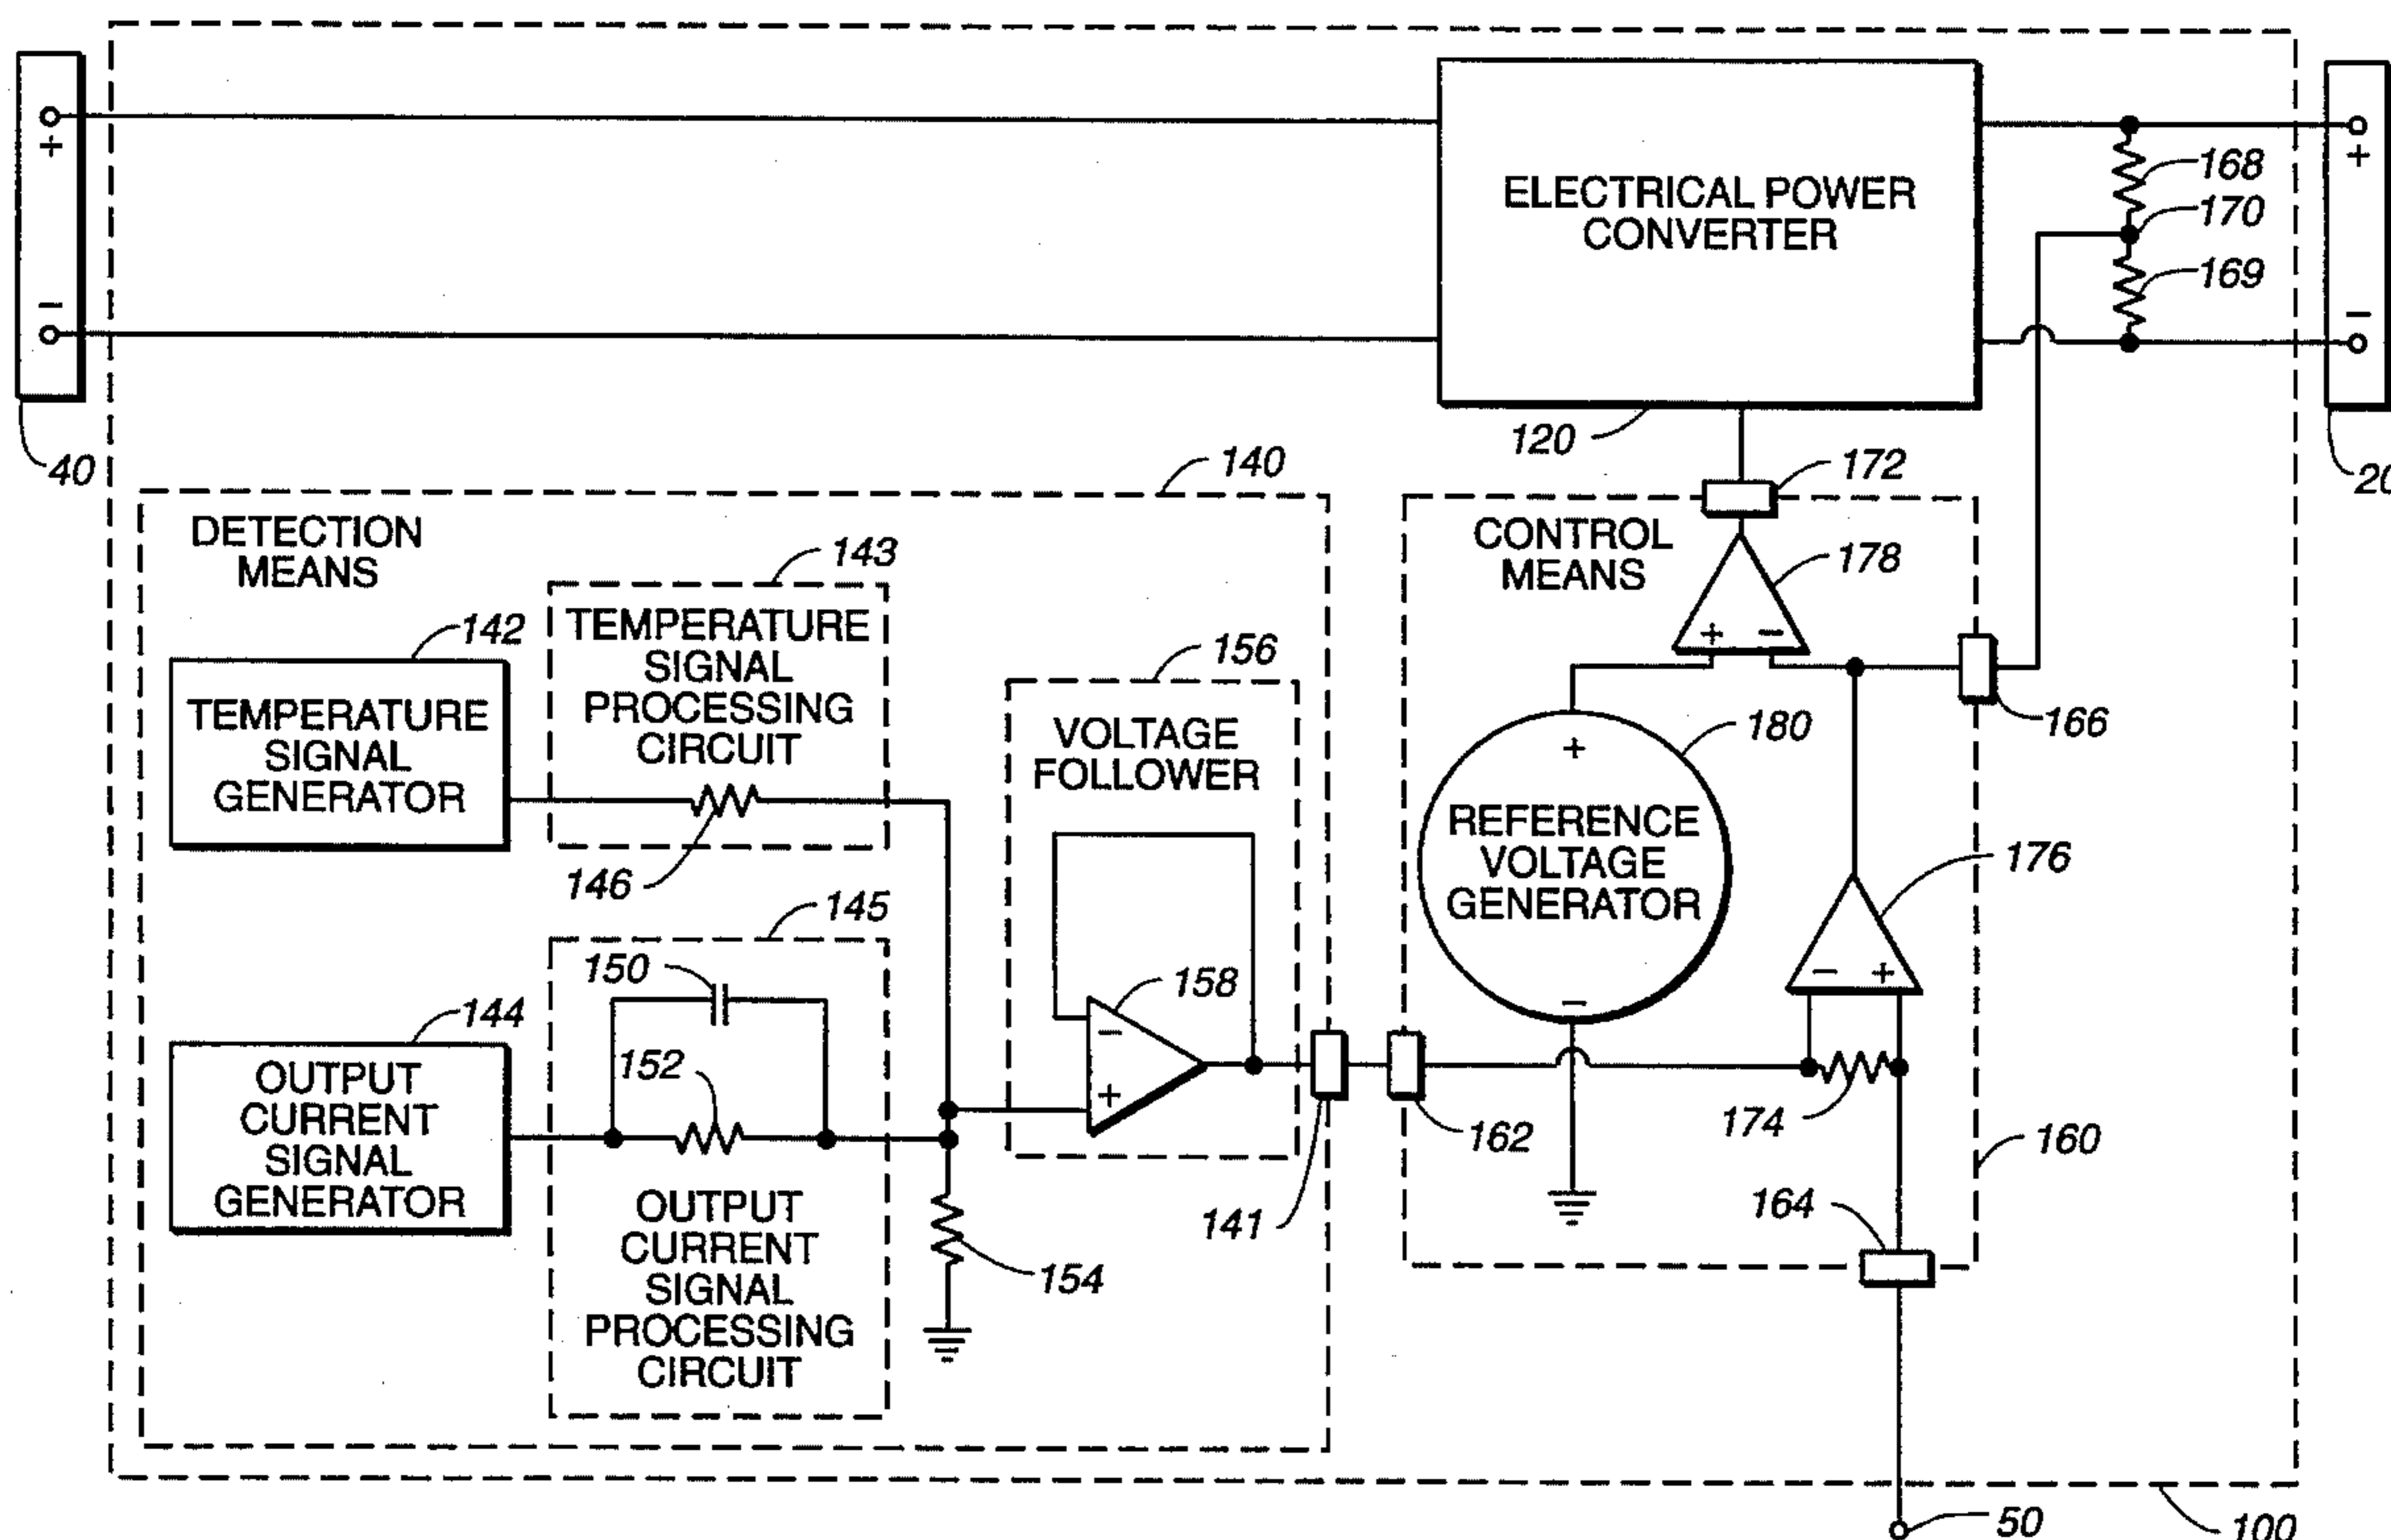 +
−
40
ELECTRICAL POWER
CONVERTER
120
168
170
169
+
−
140
DETECTION
MEANS
142
TEMPERATURE
SIGNAL
GENERATOR
143
TEMPERATURE
SIGNAL
PROCESSING
CIRCUIT
146
144
OUTPUT
CURRENT
SIGNAL
GENERATOR
145
150
152
OUTPUT
CURRENT
SIGNAL
PROCESSING
CIRCUIT
154
156
VOLTAGE
FOLLOWER
158
−
+
141
162
172
CONTROL
MEANS
178
+ −
166
180
+
REFERENCE
VOLTAGE
GENERATOR
−
176
− +
174
160
164
50
100